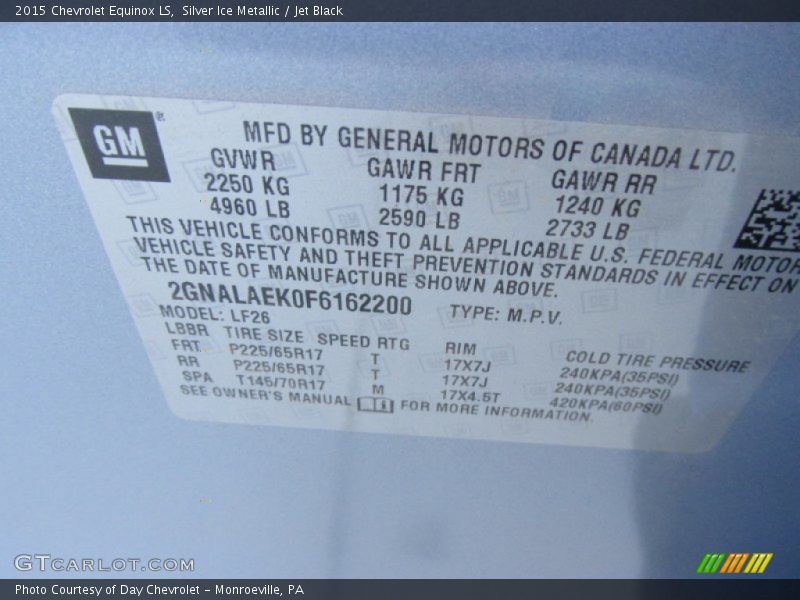 2015 Chevrolet Equinox LS, Silver Ice Metallic / Jet Black
GM ®
MFD BY GENERAL MOTORS OF CANADA LTD.
GVWR GAWR FRT GAWR RR
2250 KG 1175 KG 1240 KG
4960 LB 2590 LB 2733 LB
THIS VEHICLE CONFORMS TO ALL APPLICABLE U.S. FEDERAL MOTOR
VEHICLE SAFETY AND THEFT PREVENTION STANDARDS IN EFFECT ON
THE DATE OF MANUFACTURE SHOWN ABOVE.
2GNALAEK0F6162200 TYPE: M.P.V.
MODEL: LF26
LBBR TIRE SIZE SPEED RTG RIM COLD TIRE PRESSURE
FRT P225/65R17 T 17X7J 240KPA(35PSI)
RR P225/65R17 T 17X7J 240KPA(35PSI)
SPA T145/70R17 M 17X4.5T 420KPA(60PSI)
SEE OWNER'S MANUAL FOR MORE INFORMATION.
GTCARLOT.COM
Photo Courtesy of Day Chevrolet - Monroeville, PA